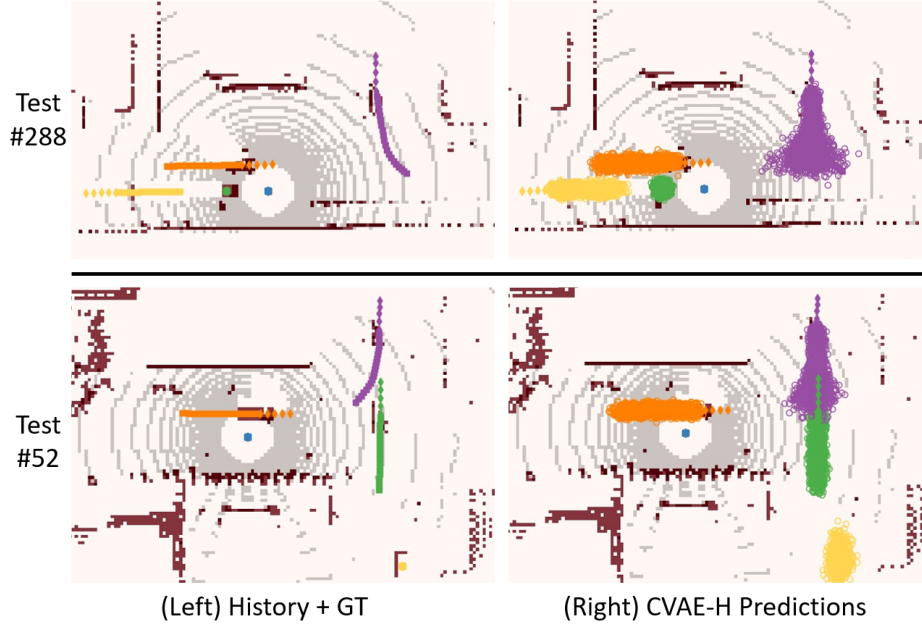 Test
#288
Test
#52
(Left) History + GT
(Right) CVAE-H Predictions